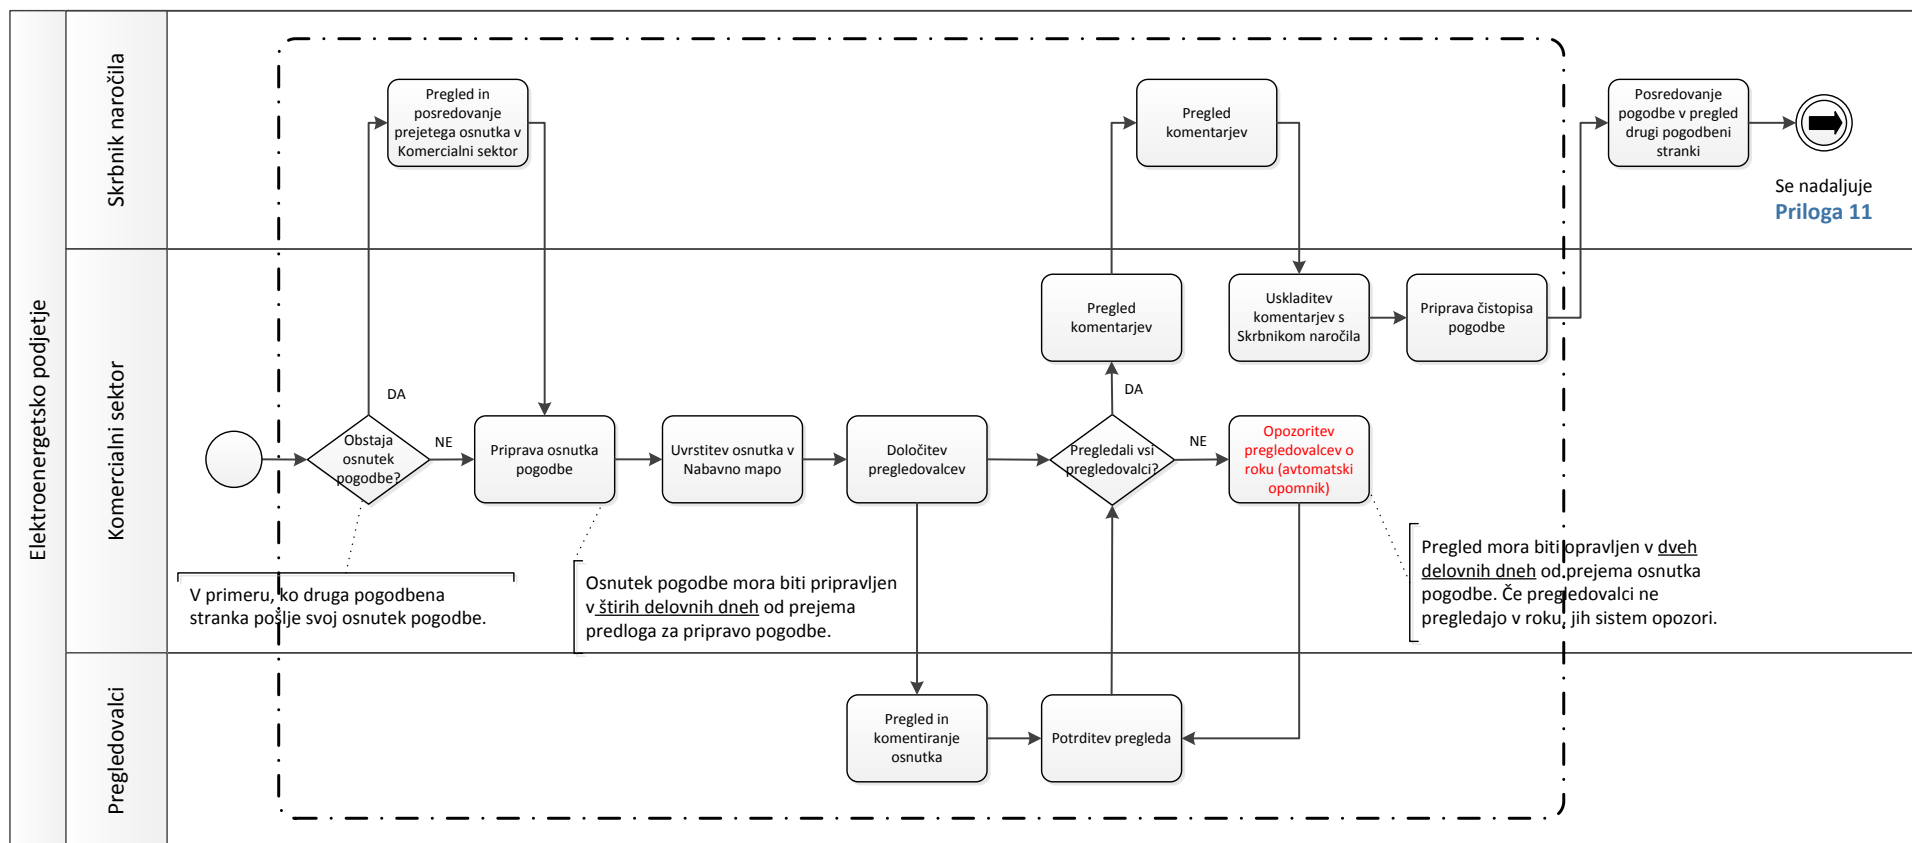 Elektroenergetsko podjetje
Skrbnik naročila
Pregled in
posredovanje
prejetega osnutka v
Komercialni sektor
Pregled
komentarjev
Posredovanje
pogodbe v pregled
drugi pogodbeni
stranki
Se nadaljuje
Priloga 11
Komercialni sektor
Obstaja
osnutek
pogodbe?
DA
NE
Priprava osnutka
pogodbe
Uvrstitev osnutka v
Nabavno mapo
Določitev
pregledovalcev
Pregledali vsi
pregledovalci?
DA
NE
Pregled
komentarjev
Uskladitev
komentarjev s
Skrbnikom naročila
Priprava čistopisa
pogodbe
Opozoritev
pregledovalcev o
roku (avtomatski
opomnik)
V primeru, ko druga pogodbena
stranka pošlje svoj osnutek pogodbe.
Osnutek pogodbe mora biti pripravljen
v štirih delovnih dneh od prejema
predloga za pripravo pogodbe.
Pregled mora biti opravljen v dveh
delovnih dneh od prejema osnutka
pogodbe. Če pregledovalci ne
pregledajo v roku, jih sistem opozori.
Pregledovalci
Pregled in
komentiranje
osnutka
Potrditev pregleda